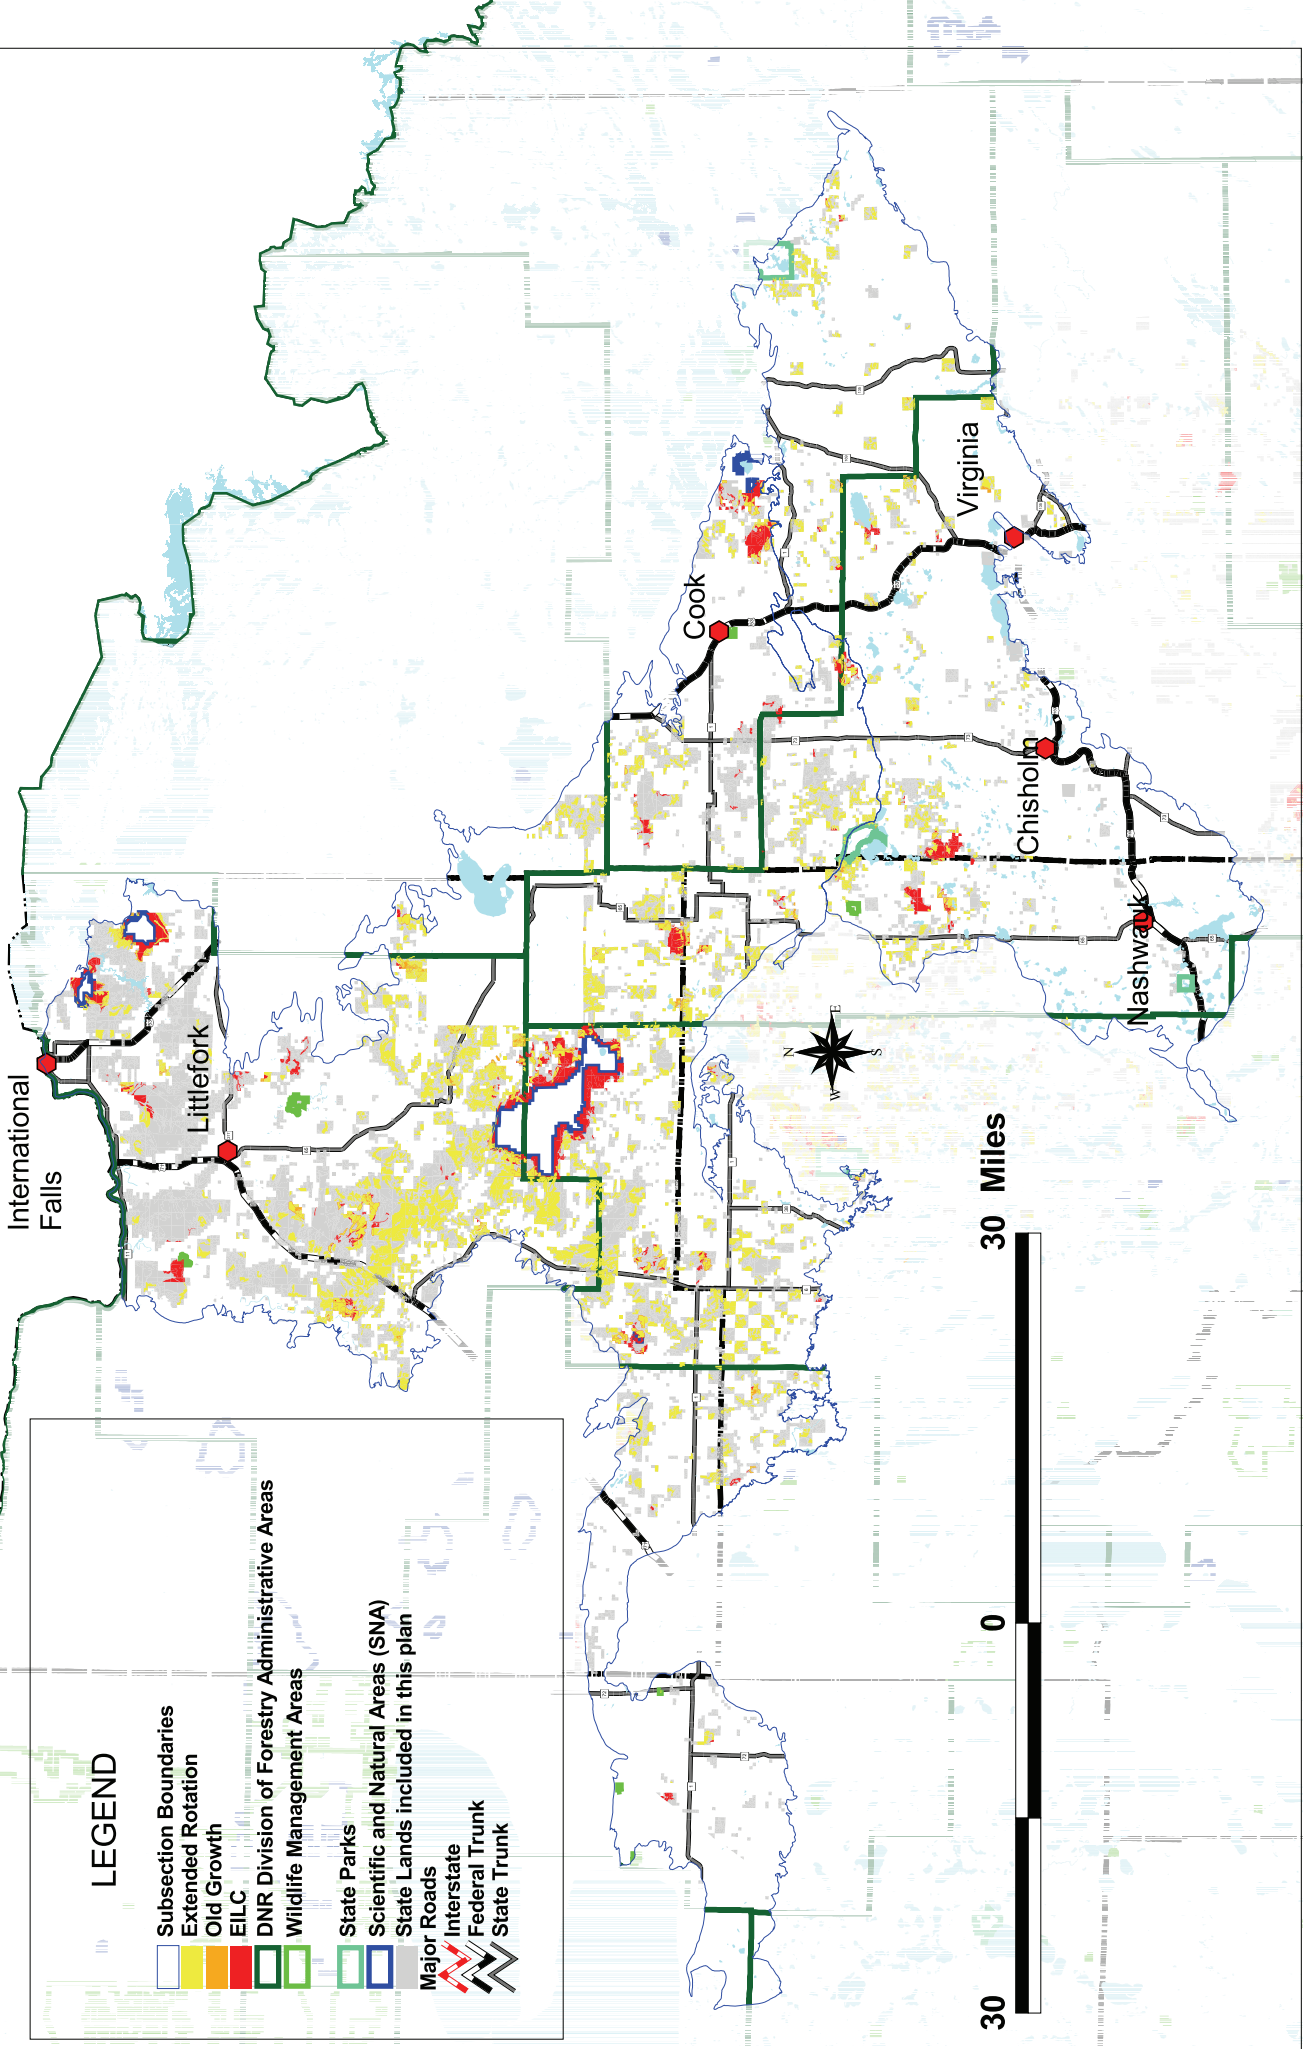 International
Falls
Littlefork
Cook
Virginia
Chisholm
Nashwauk
N
E
S
W
30
0
30 Miles
LEGEND
Subsection Boundaries
Extended Rotation
Old Growth
EILC
DNR Division of Forestry Administrative Areas
Wildlife Management Areas
State Parks
Scientific and Natural Areas (SNA)
State Lands included in this plan
Major Roads
Interstate
Federal Trunk
State Trunk